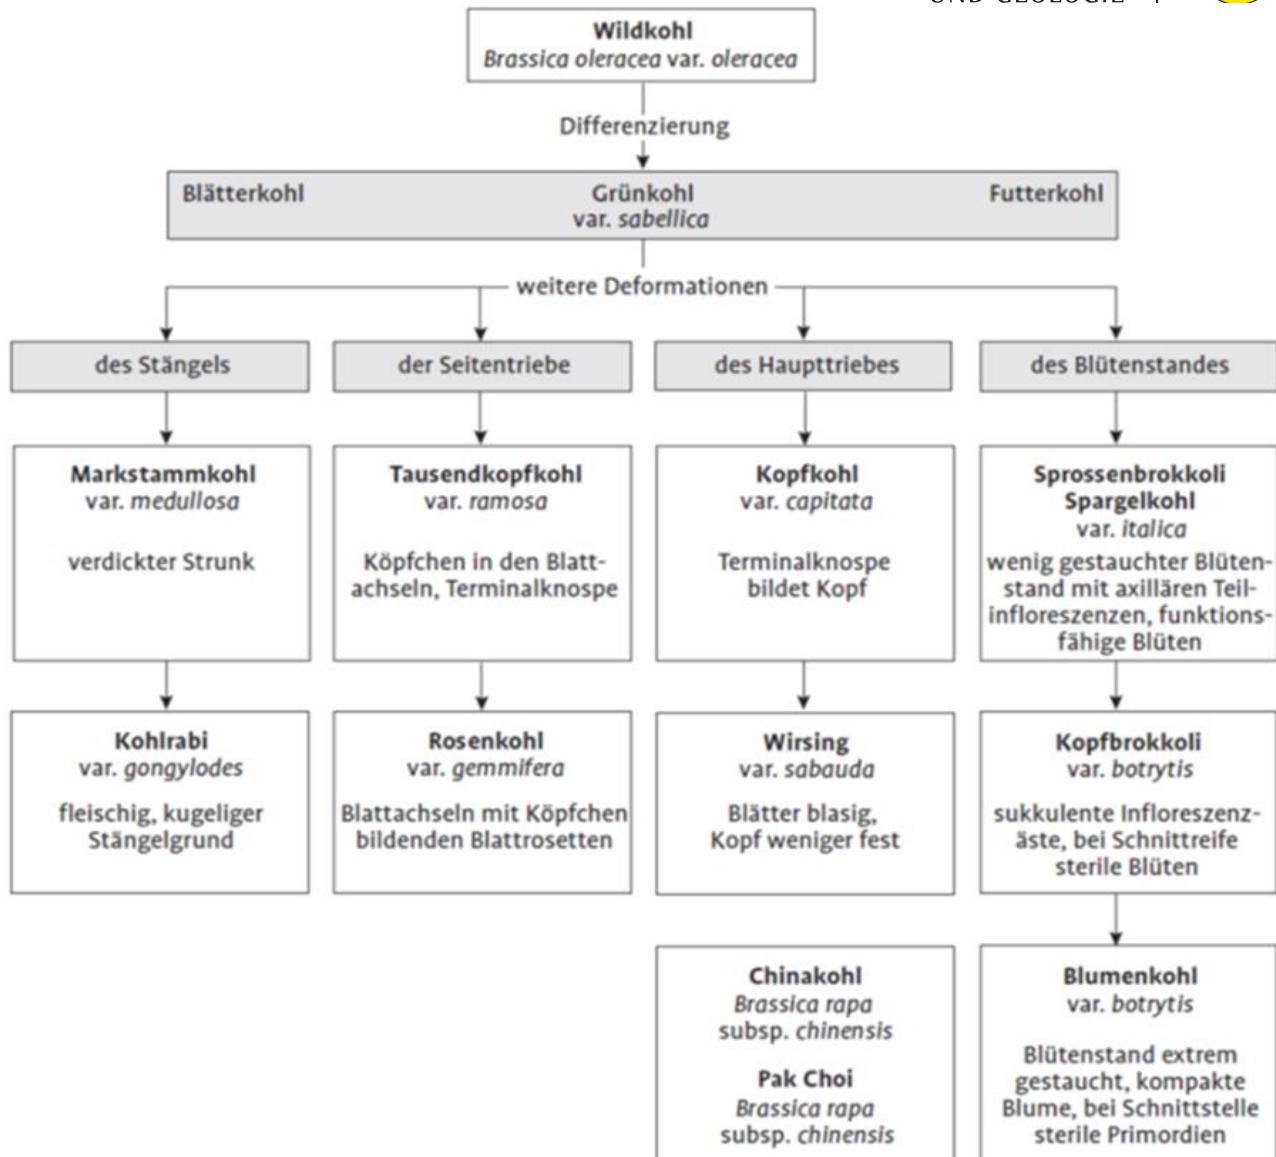 UND GEOLOGIE
Wildkohl
Brassica oleracea var. oleracea
Differenzierung
Blätterkohl
Grünkohl
var. sabellica
Futterkohl
weitere Deformationen
des Stängels
der Seitentriebe
des Haupttriebes
des Blütenstandes
Markstammkohl
var. medullosa
verdickter Strunk
Tausendkopfkohl
var. ramosa
Köpfchen in den Blatt-
achseln, Terminalknospe
Kopfkohl
var. capitata
Terminalknospe
bildet Kopf
Sprossenbrokkoli
Spargelkohl
var. italica
wenig gestauchter Blüten-
stand mit axillären Teil-
infloreszenzen, funktions-
fähige Blüten
Kohlrabi
var. gongylodes
fleischig, kugeliger
Stängelgrund
Rosenkohl
var. gemmifera
Blattachseln mit Köpfchen
bildenden Blattrosetten
Wirsing
var. sabauda
Blätter blasig,
Kopf weniger fest
Kopfbrokkoli
var. botrytis
sukkulente Infloreszenz-
äste, bei Schnittreife
sterile Blüten
Chinakohl
Brassica rapa
subsp. chinensis
Pak Choi
Brassica rapa
subsp. chinensis
Blumenkohl
var. botrytis
Blütenstand extrem
gestaucht, kompakte
Blume, bei Schnittstelle
sterile Primordien